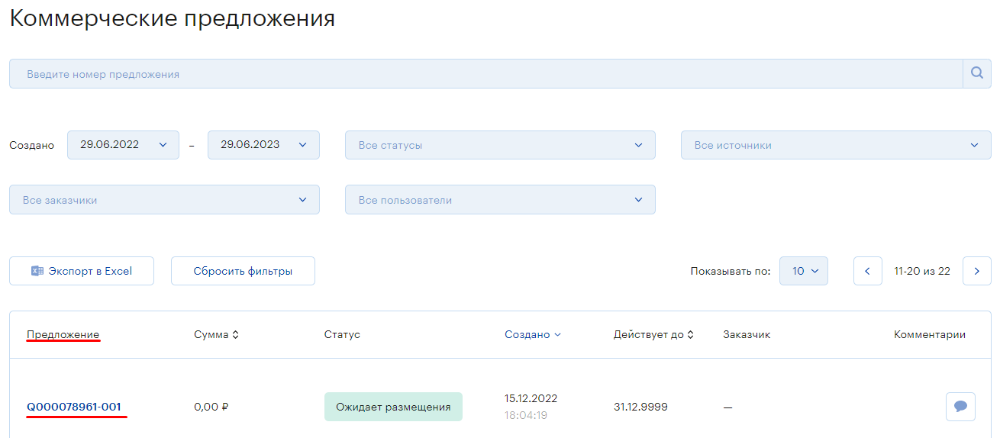 Коммерческие предложения
Введите номер предложения
Создано 29.06.2022 – 29.06.2023 Все статусы Все источники
Все заказчики Все пользователи
Экспорт в Excel Сбросить фильтры Показывать по: 10 11-20 из 22
Предложение Сумма Статус Создано Действует до Заказчик Комментарии
Q000078961-001 0,00 ₽ Ожидает размещения 15.12.2022 31.12.9999 —
18:04:19